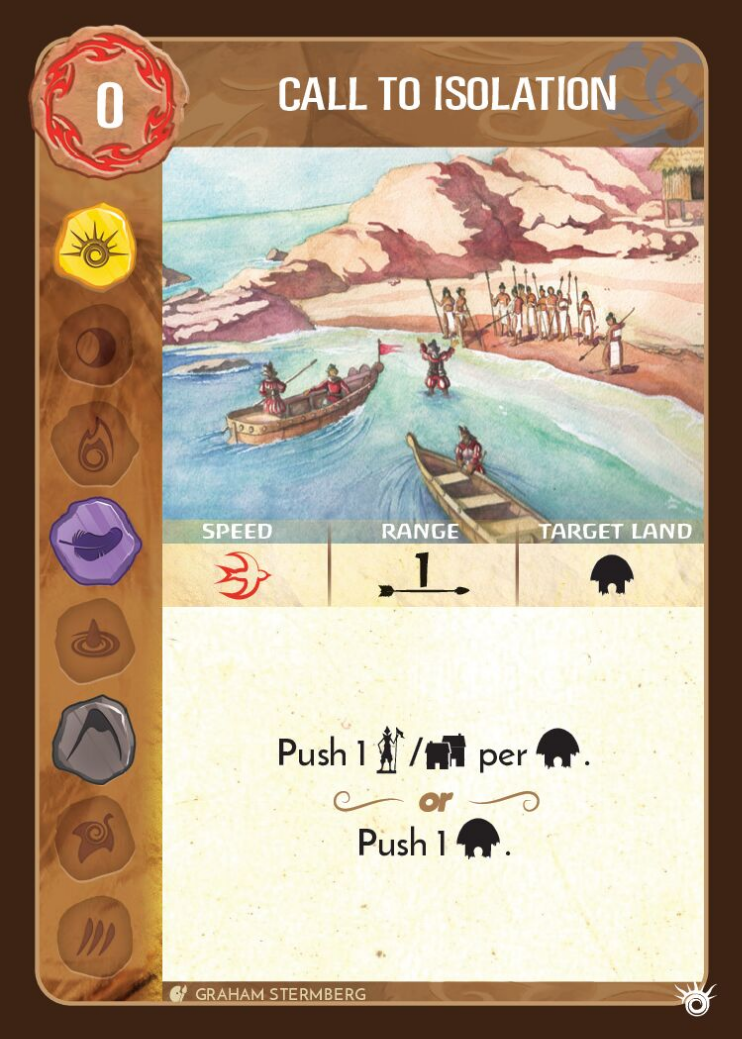 0
CALL TO ISOLATION
SPEED RANGE TARGET LAND
1
Push 1 / per .
or
Push 1 .
GRAHAM STERMBERG